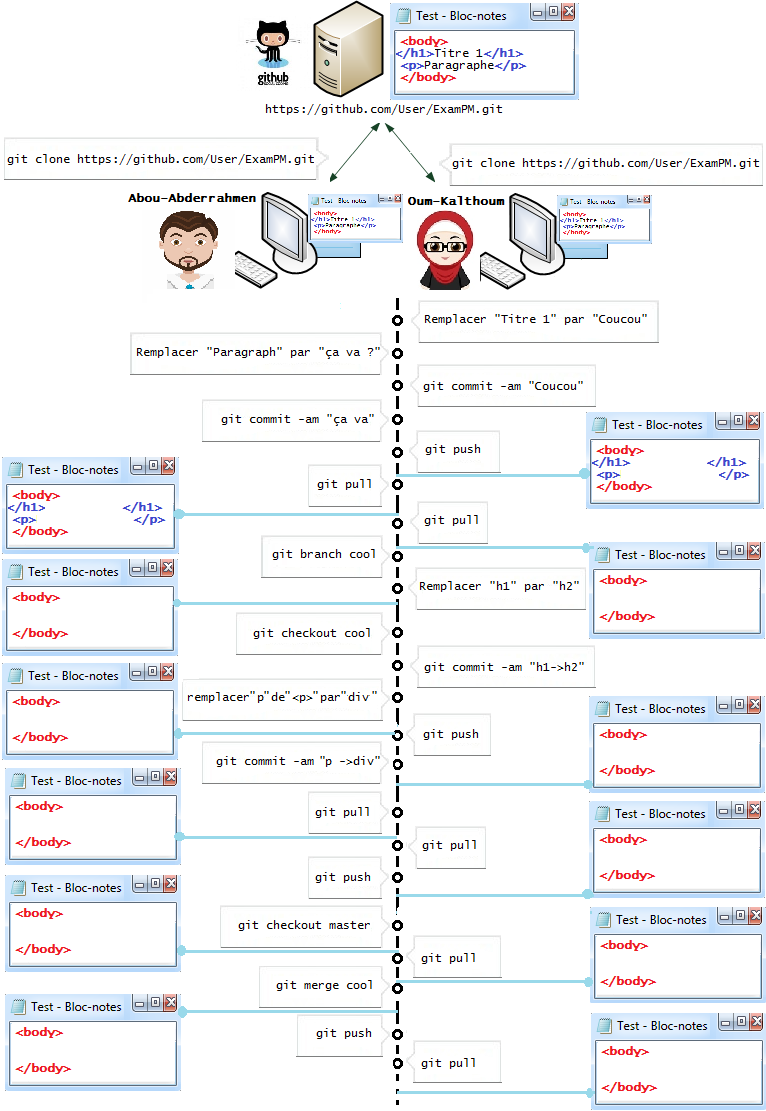 Test - Bloc-notes
<body>
</h1>Titre 1</h1>
<p>Paragraphe</p>
</body>
github
https://github.com/User/ExamPM.git
git clone https://github.com/User/ExamPM.git
git clone https://github.com/User/ExamPM.git
Abou-Abderrahmen
Test - Bloc-notes
<body>
</h1>Titre 1</h1>
<p>Paragraphe</p>
</body>
Oum-Kalthoum
Test - Bloc-notes
<body>
</h1>Titre 1</h1>
<p>Paragraphe</p>
</body>
Remplacer "Titre 1" par "Coucou"
Remplacer "Paragraph" par "ça va ?"
git commit -am "Coucou"
git commit -am "ça va"
git push
Test - Bloc-notes
<body>
</h1> </h1>
<p> </p>
</body>
git pull
Test - Bloc-notes
<body>
</h1> </h1>
<p> </p>
</body>
git pull
git branch cool
Test - Bloc-notes
<body>
</body>
Test - Bloc-notes
<body>
</body>
Remplacer "h1" par "h2"
git checkout cool
git commit -am "h1->h2"
Test - Bloc-notes
<body>
</body>
remplacer"p"de"<p>"par"div"
git push
Test - Bloc-notes
<body>
</body>
git commit -am "p ->div"
Test - Bloc-notes
<body>
</body>
git pull
git pull
Test - Bloc-notes
<body>
</body>
git push
Test - Bloc-notes
<body>
</body>
git checkout master
git pull
Test - Bloc-notes
<body>
</body>
git merge cool
Test - Bloc-notes
<body>
</body>
git push
git pull
Test - Bloc-notes
<body>
</body>